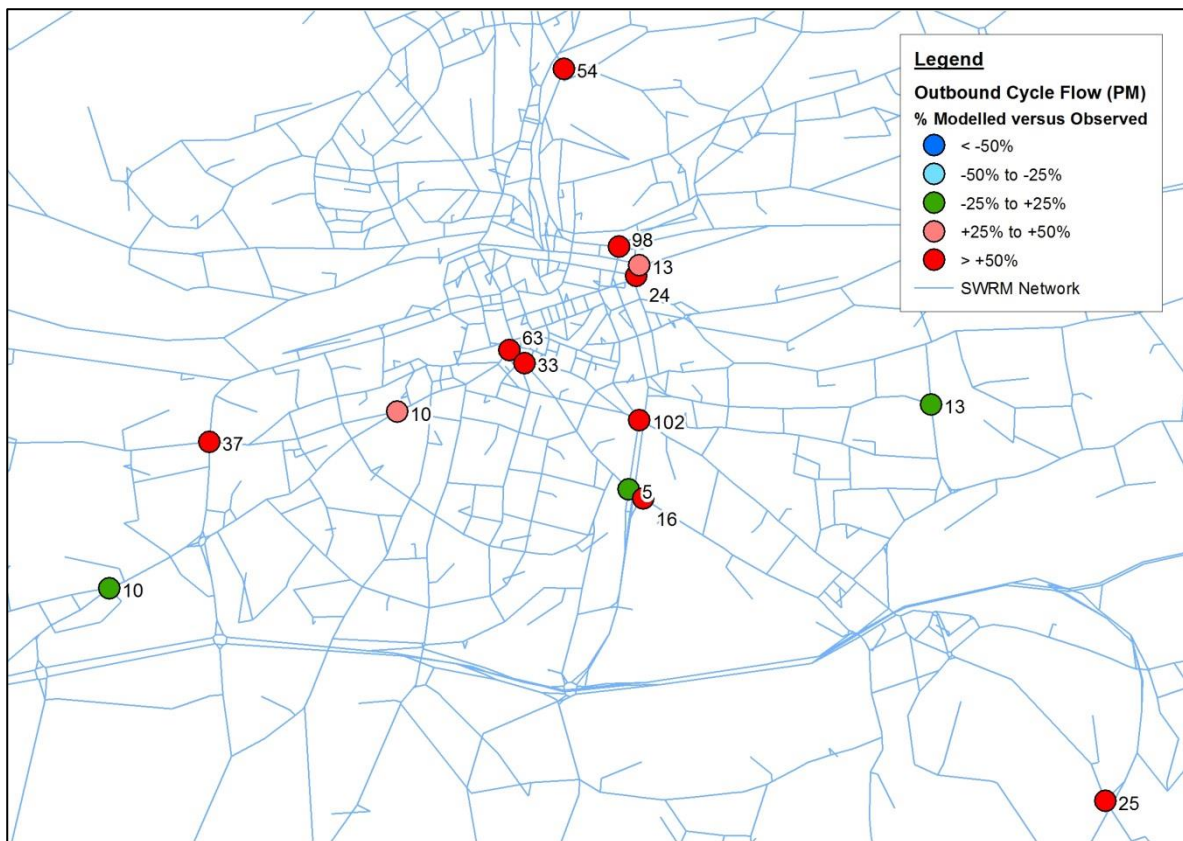 54
Legend
Outbound Cycle Flow (PM)
% Modelled versus Observed
< -50%
-50% to -25%
-25% to +25%
+25% to +50%
> +50%
SWRM Network
98
13
24
63
33
13
10
102
37
5
16
10
25